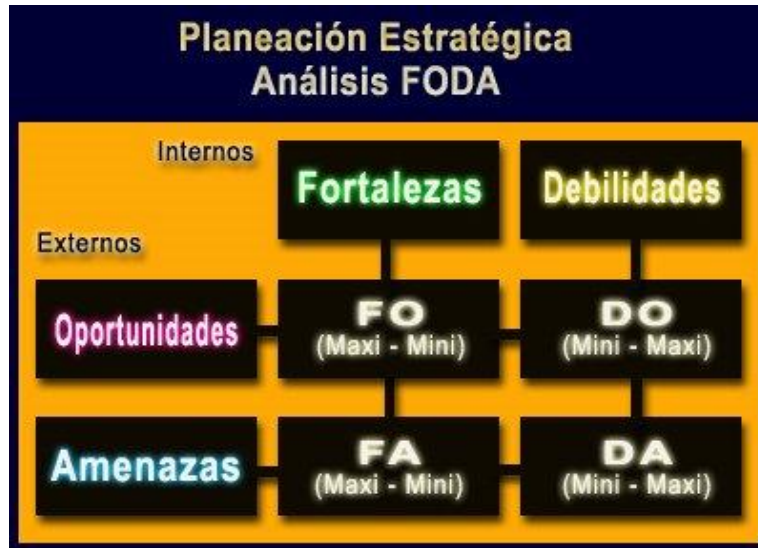 Planeación Estratégica
Análisis FODA
Internos
Fortalezas
Debilidades
Externos
Oportunidades
FO
(Maxi - Mini)
DO
(Mini - Maxi)
Amenazas
FA
(Maxi - Mini)
DA
(Mini - Maxi)